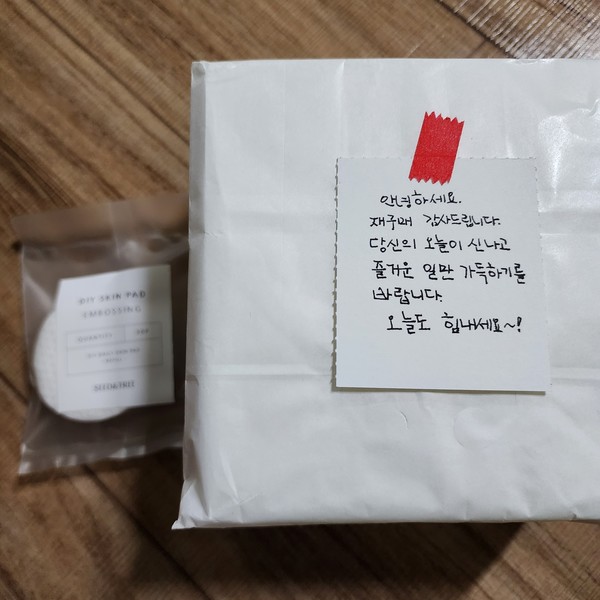 안녕하세요.
재구매 감사드립니다.
당신의 오늘이 신나고
즐거운 일만 가득하기를
바랍니다.
오늘도 힘내세요~!
DIY SKIN PAD
EMBOSSING
QUANTITY